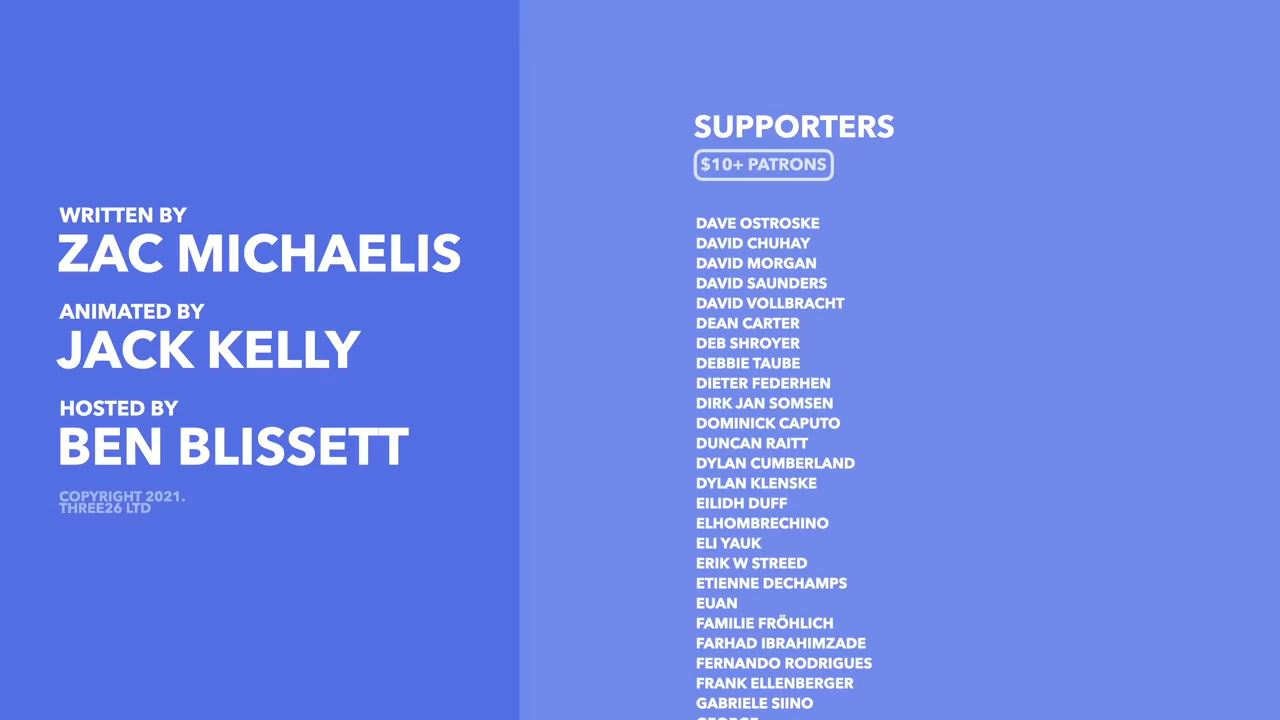 WRITTEN BY
ZAC MICHAELIS
ANIMATED BY
JACK KELLY
HOSTED BY
BEN BLISSETT
COPYRIGHT 2021.
THREE26 LTD
SUPPORTERS
$10+ PATRONS
DAVE OSTROSKE
DAVID CHUHAY
DAVID MORGAN
DAVID SAUNDERS
DAVID VOLLBRACHT
DEAN CARTER
DEB SHROYER
DEBBIE TAUBE
DIETER FEDERHEN
DIRK JAN SOMSEN
DOMINICK CAPUTO
DUNCAN RAITT
DYLAN CUMBERLAND
DYLAN KLENSKE
EILIDH DUFF
ELHOMBRECHINO
ELI YAUK
ERIK W STREED
ETIENNE DECHAMPS
EUAN
FAMILIE FRÖHLICH
FARHAD IBRAHIMZADE
FERNANDO RODRIGUES
FRANK ELLENBERGER
GABRIELE SIINO